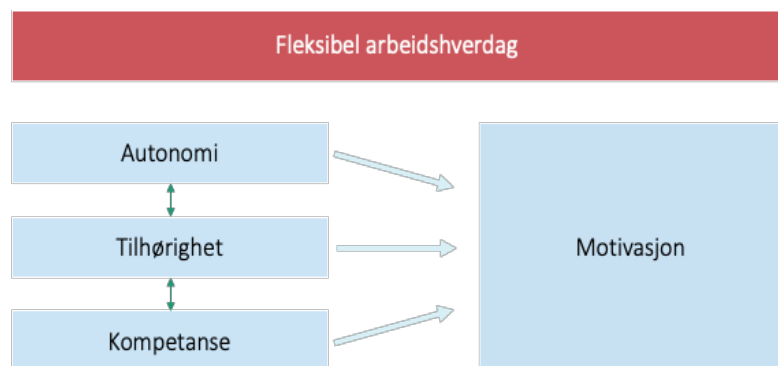 Fleksibel arbeidshverdag
Autonomi
Tilhørighet
Motivasjon
Kompetanse